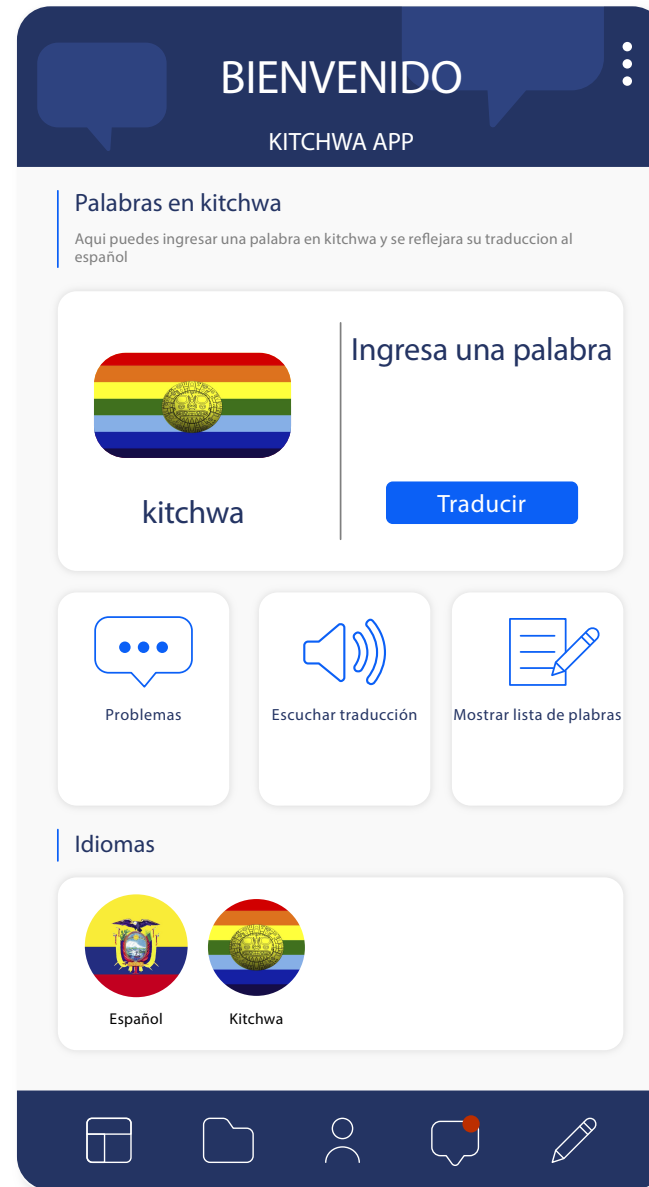 BIENVENIDO
KITCHWA APP
Palabras en kitchwa
Aqui puedes ingresar una palabra en kitchwa y se reflejara su traduccion al
español
Ingresa una palabra
kitchwa
Traducir
Problemas
Escuchar traducción
Mostrar lista de plabras
Idiomas
Español
Kitchwa